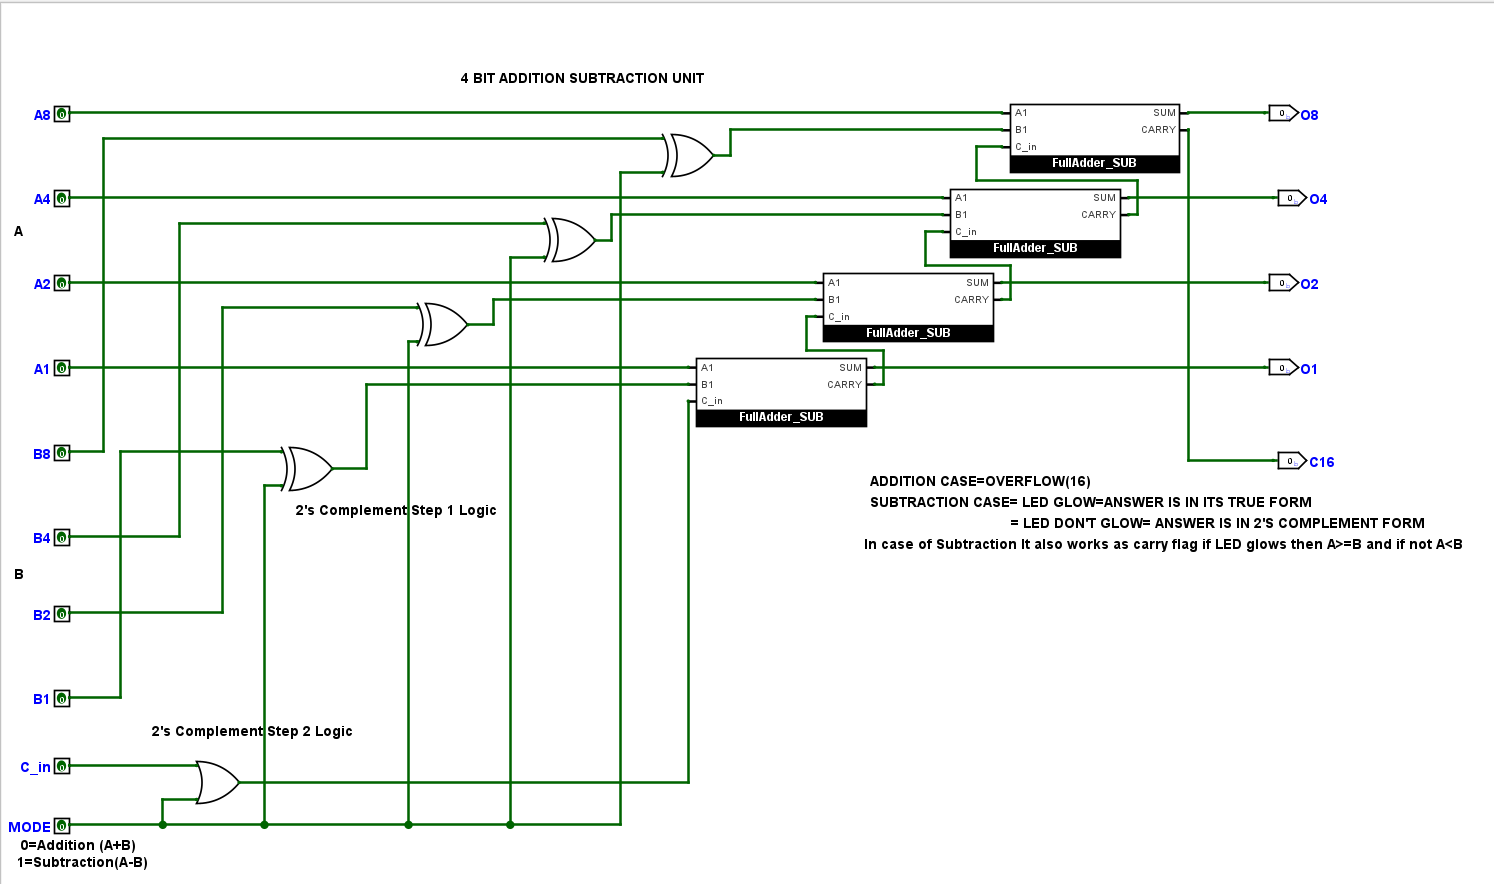 4 BIT ADDITION SUBTRACTION UNIT
A8 0
A1 SUM
B1 CARRY
C_in
FullAdder_SUB
0 b O8
A4 0
A1 SUM
B1 CARRY
C_in
FullAdder_SUB
0 b O4
A
A2 0
A1 SUM
B1 CARRY
C_in
FullAdder_SUB
0 b O2
A1 0
A1 SUM
B1 CARRY
C_in
FullAdder_SUB
0 b O1
B8 0
0 b C16
ADDITION CASE=OVERFLOW(16)
SUBTRACTION CASE= LED GLOW=ANSWER IS IN ITS TRUE FORM
= LED DON'T GLOW= ANSWER IS IN 2'S COMPLEMENT FORM
In case of Subtraction It also works as carry flag if LED glows then A>=B and if not A<B
2's Complement Step 1 Logic
B4 0
B
B2 0
B1 0
2's Complement Step 2 Logic
C_in 0
MODE 0
0=Addition (A+B)
1=Subtraction(A-B)